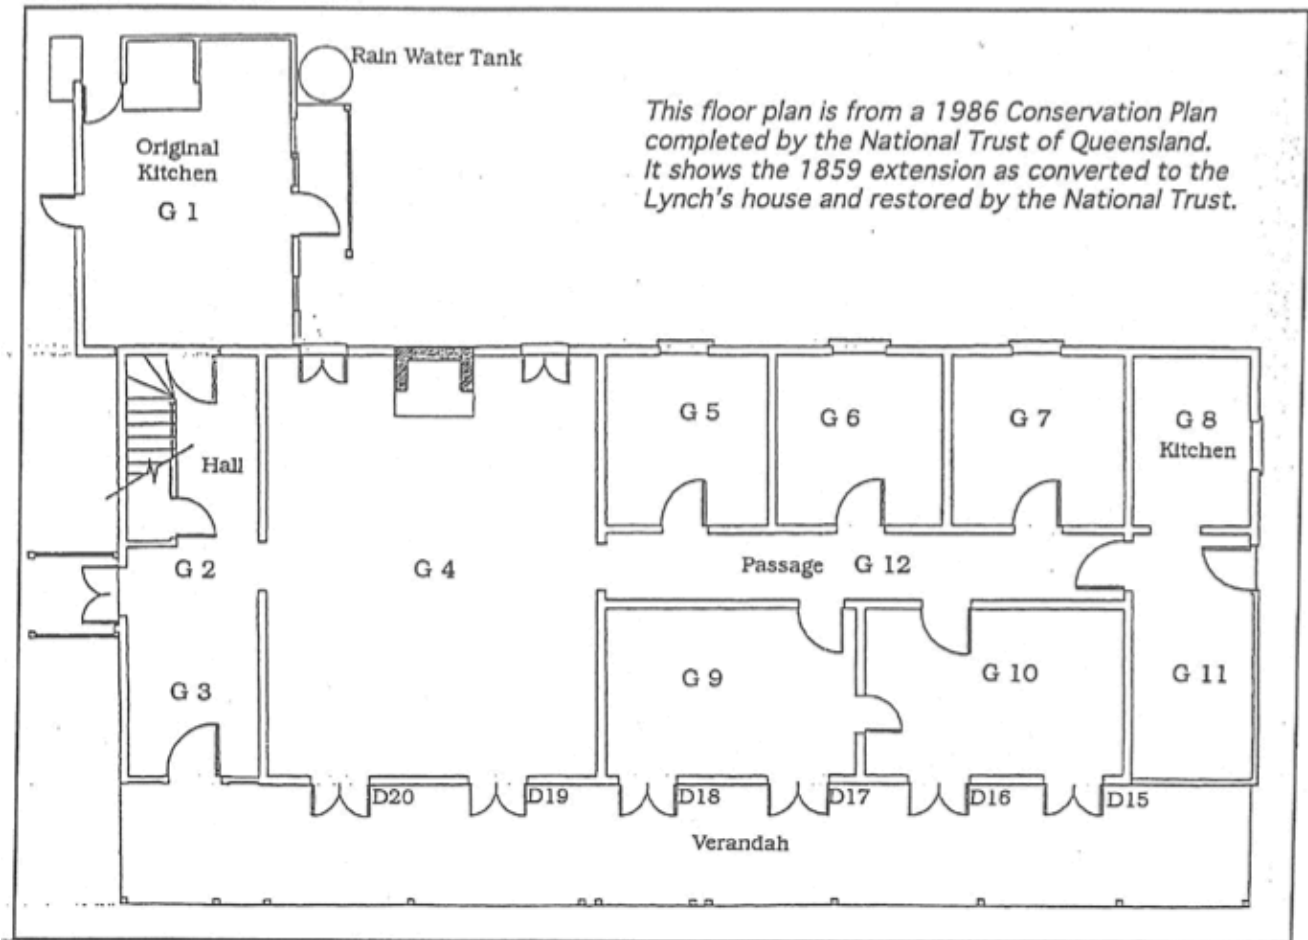 Rain Water Tank
This floor plan is from a 1986 Conservation Plan
completed by the National Trust of Queensland.
It shows the 1859 extension as converted to the
Lynch's house and restored by the National Trust.
Original
Kitchen
G 1
G 5
G 6
G 7
G 8
Kitchen
Hall
G 2
G 4
Passage G 12
G 3
G 9
G 10
G 11
D20
D19
D18
D17
D16
D15
Verandah